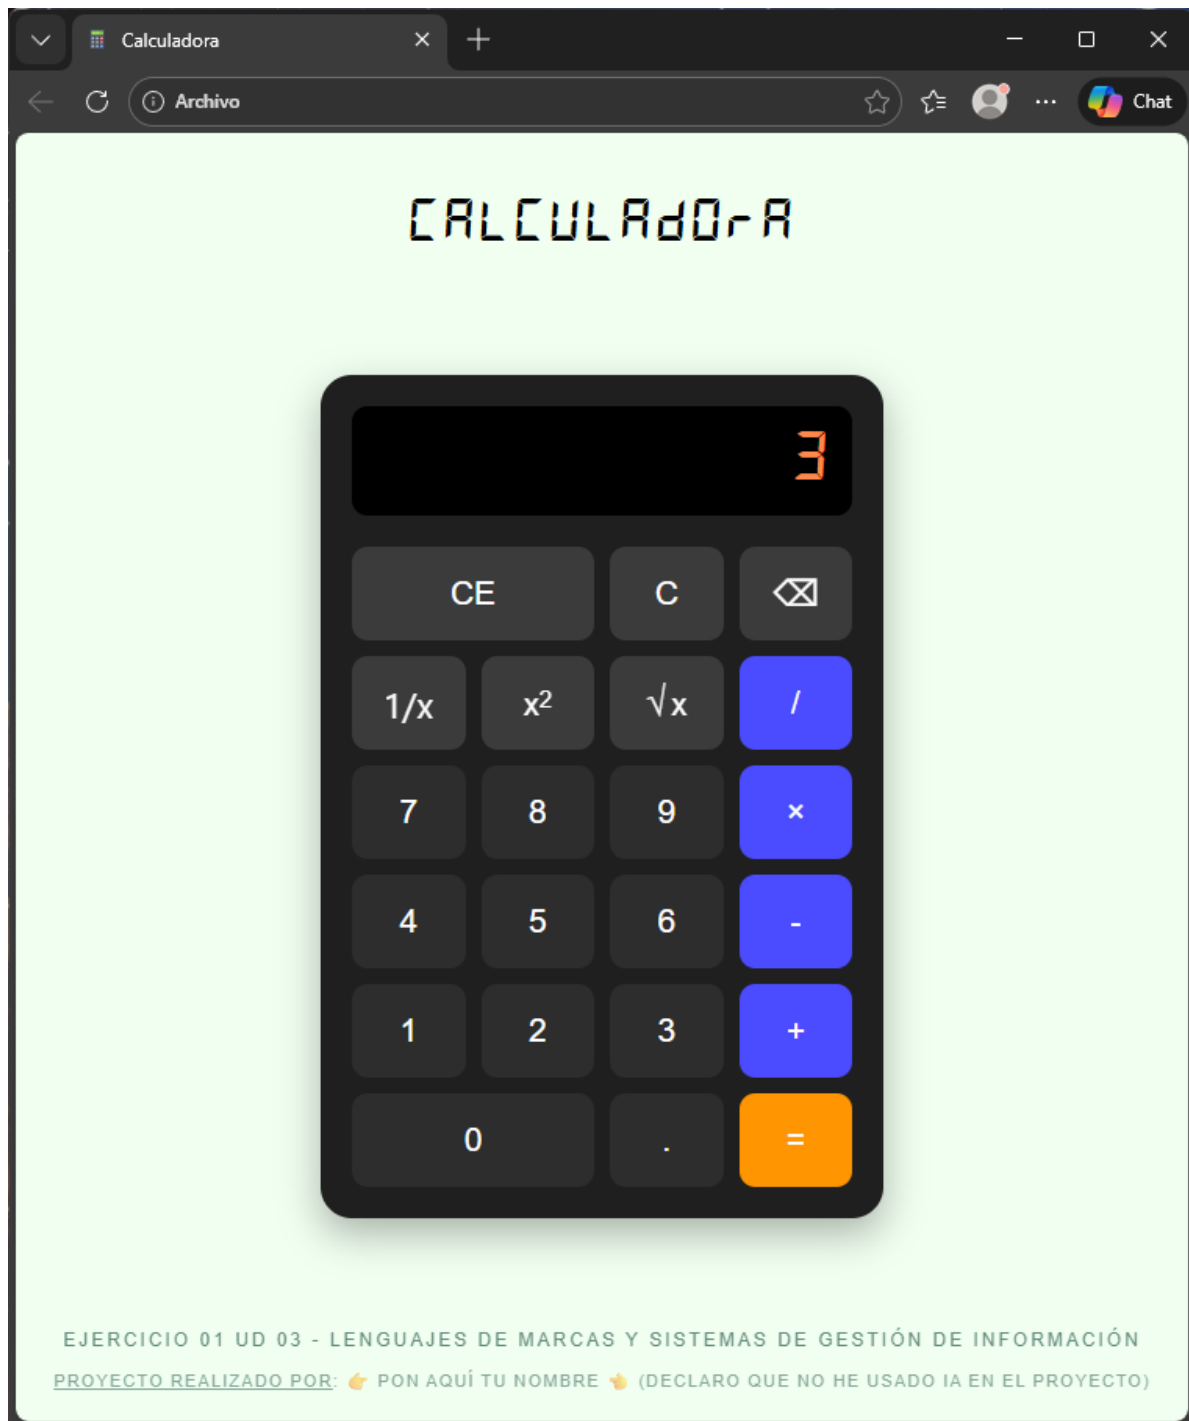 Calculadora
Archivo
Chat
CALCULAdOrA
3
CE C ⌫
1/x x² √x /
7 8 9 ×
4 5 6 -
1 2 3 +
0 . =
EJERCICIO 01 UD 03 - LENGUAJES DE MARCAS Y SISTEMAS DE GESTIÓN DE INFORMACIÓN
PROYECTO REALIZADO POR: 👉 PON AQUÍ TU NOMBRE 👈 (DECLARO QUE NO HE USADO IA EN EL PROYECTO)